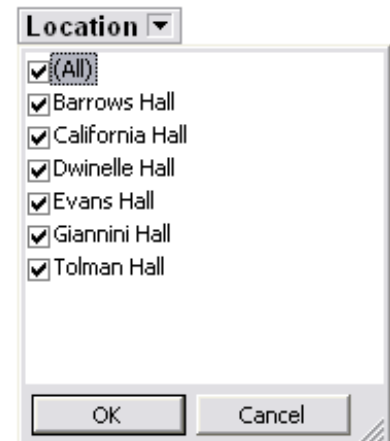 Location
(All)
Barrows Hall
California Hall
Dwinelle Hall
Evans Hall
Giannini Hall
Tolman Hall
OK Cancel